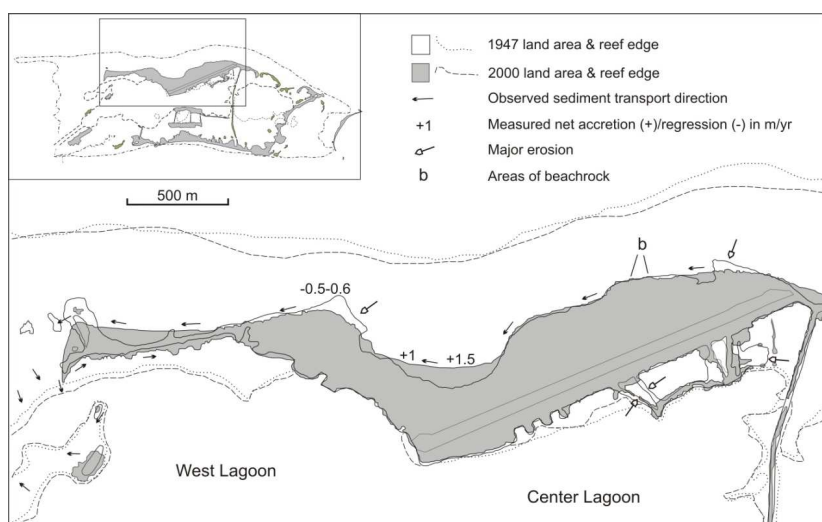 1947 land area & reef edge
2000 land area & reef edge
Observed sediment transport direction
+1 Measured net accretion (+)/regression (-) in m/yr
Major erosion
b Areas of beachrock
500 m
b
-0.5-0.6
+1 +1.5
West Lagoon
Center Lagoon